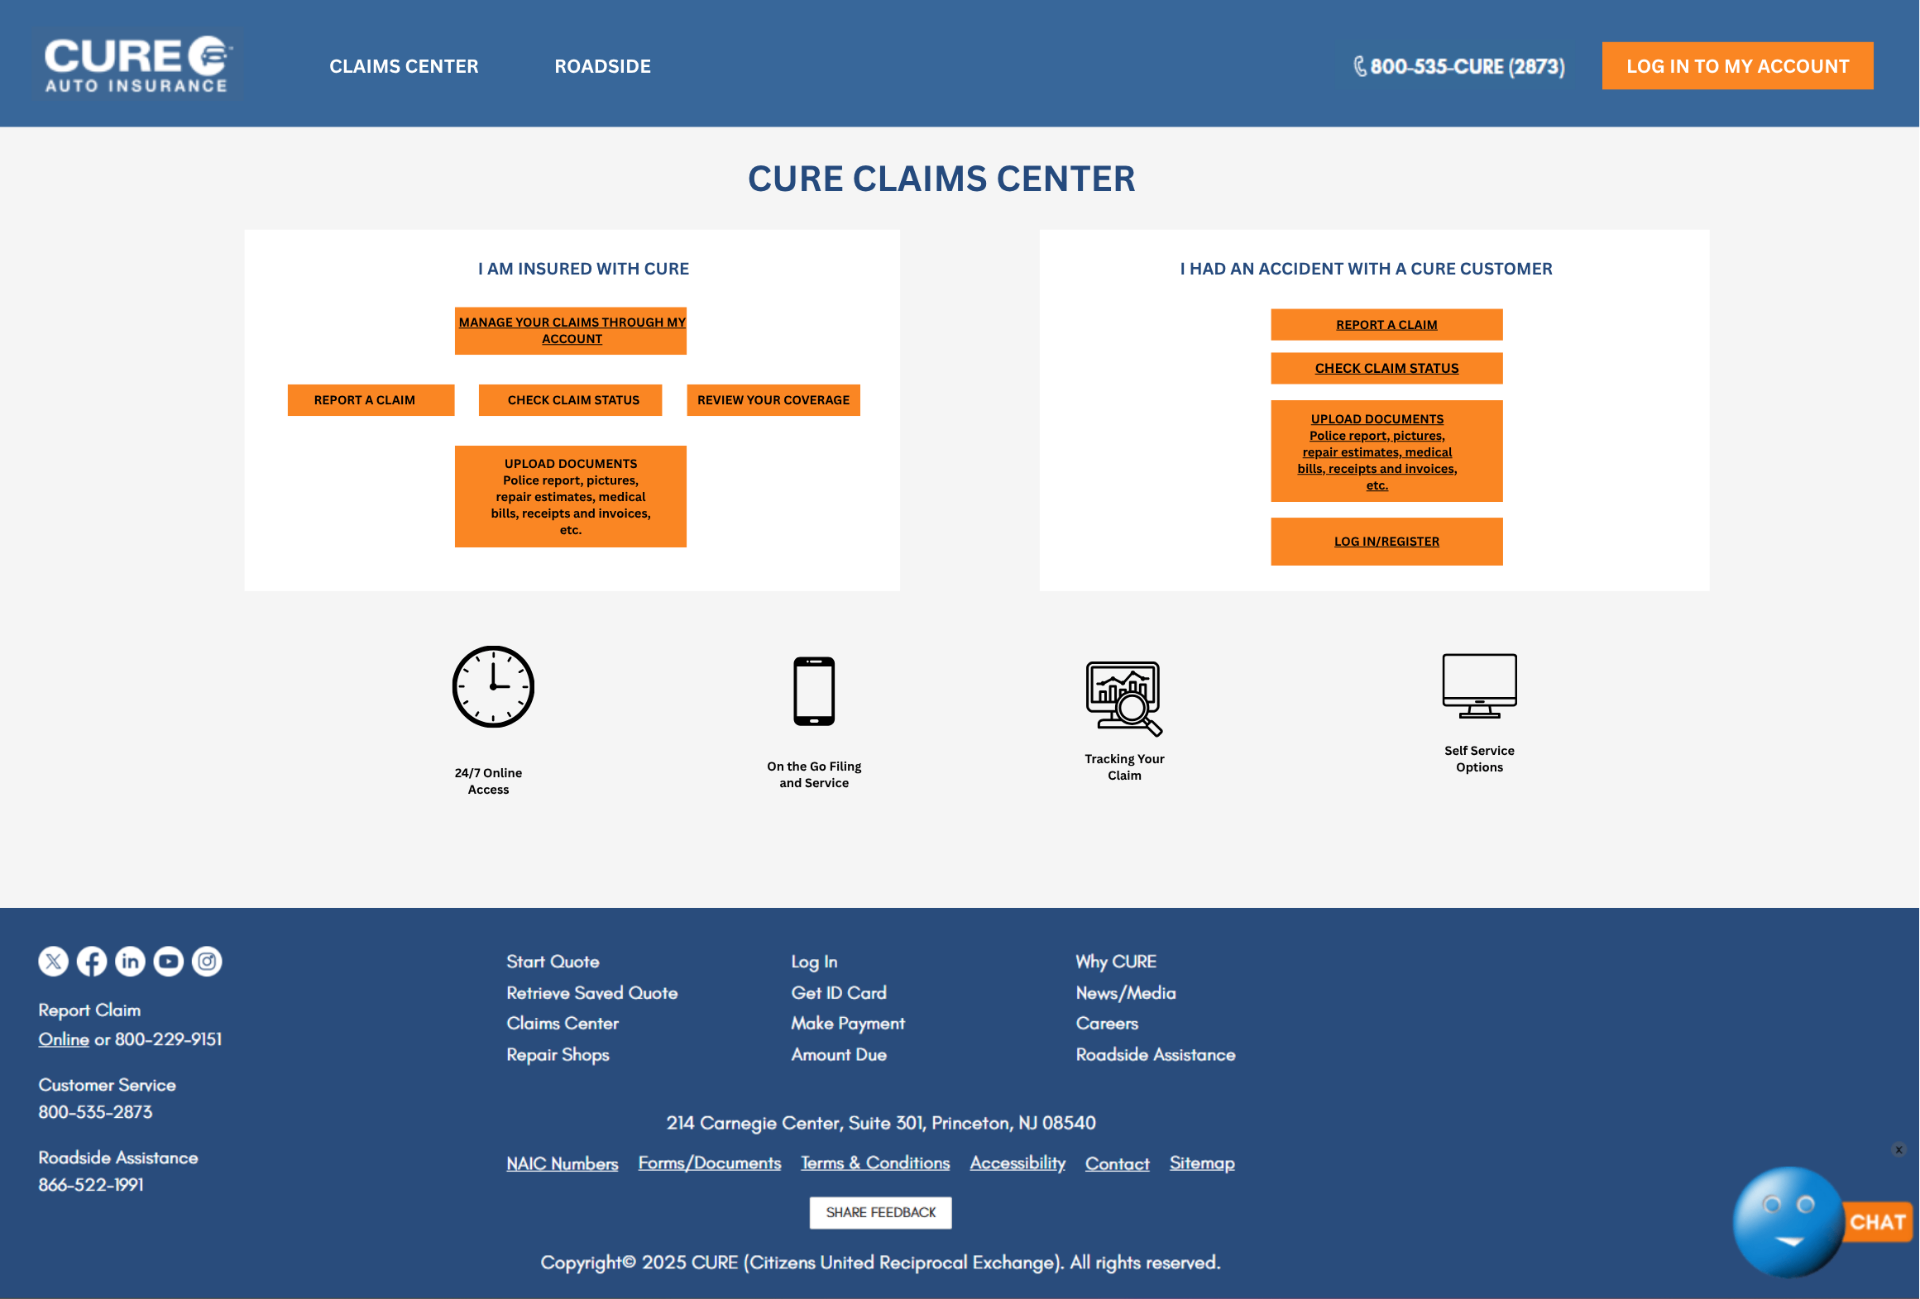 CURE
AUTO INSURANCE
CLAIMS CENTER
ROADSIDE
800-535-CURE (2873)
LOG IN TO MY ACCOUNT
CURE CLAIMS CENTER
I AM INSURED WITH CURE
MANAGE YOUR CLAIMS THROUGH MY
ACCOUNT
REPORT A CLAIM
CHECK CLAIM STATUS
REVIEW YOUR COVERAGE
UPLOAD DOCUMENTS
Police report, pictures,
repair estimates, medical
bills, receipts and invoices,
etc.
I HAD AN ACCIDENT WITH A CURE CUSTOMER
REPORT A CLAIM
CHECK CLAIM STATUS
UPLOAD DOCUMENTS
Police report, pictures,
repair estimates, medical
bills, receipts and invoices,
etc.
LOG IN/REGISTER
24/7 Online
Access
On the Go Filing
and Service
Tracking Your
Claim
Self Service
Options
Report Claim
Online or 800-229-9151
Customer Service
800-535-2873
Roadside Assistance
866-522-1991
Start Quote
Retrieve Saved Quote
Claims Center
Repair Shops
Log In
Get ID Card
Make Payment
Amount Due
Why CURE
News/Media
Careers
Roadside Assistance
214 Carnegie Center, Suite 301, Princeton, NJ 08540
NAIC Numbers
Forms/Documents
Terms & Conditions
Accessibility
Contact
Sitemap
SHARE FEEDBACK
Copyright© 2025 CURE (Citizens United Reciprocal Exchange). All rights reserved.
x
CHAT